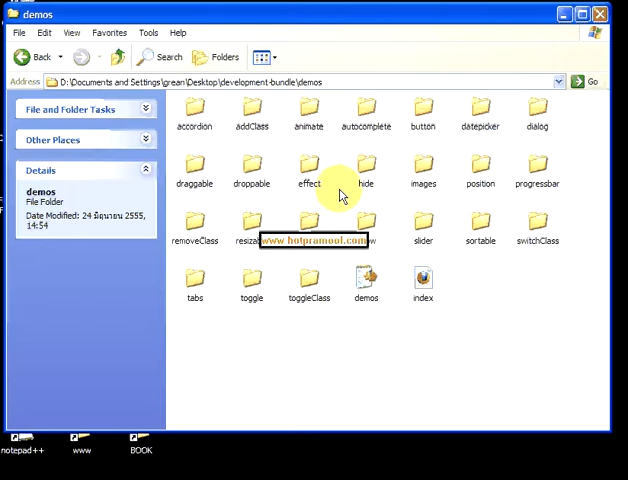 demos
File Edit View Favorites Tools Help
Back Search Folders
Address D:\Documents and Settings\grean\Desktop\development-bundle\demos Go
File and Folder Tasks
Other Places
Details
demos
File Folder
Date Modified: 24 มิถุนายน 2555,
14:54
accordion addClass animate autocomplete button datepicker dialog
draggable droppable effect hide images position progressbar
removeClass www hotpramool.com slider sortable switchClass
tabs toggle toggleClass demos index
notepad++ www BOOK